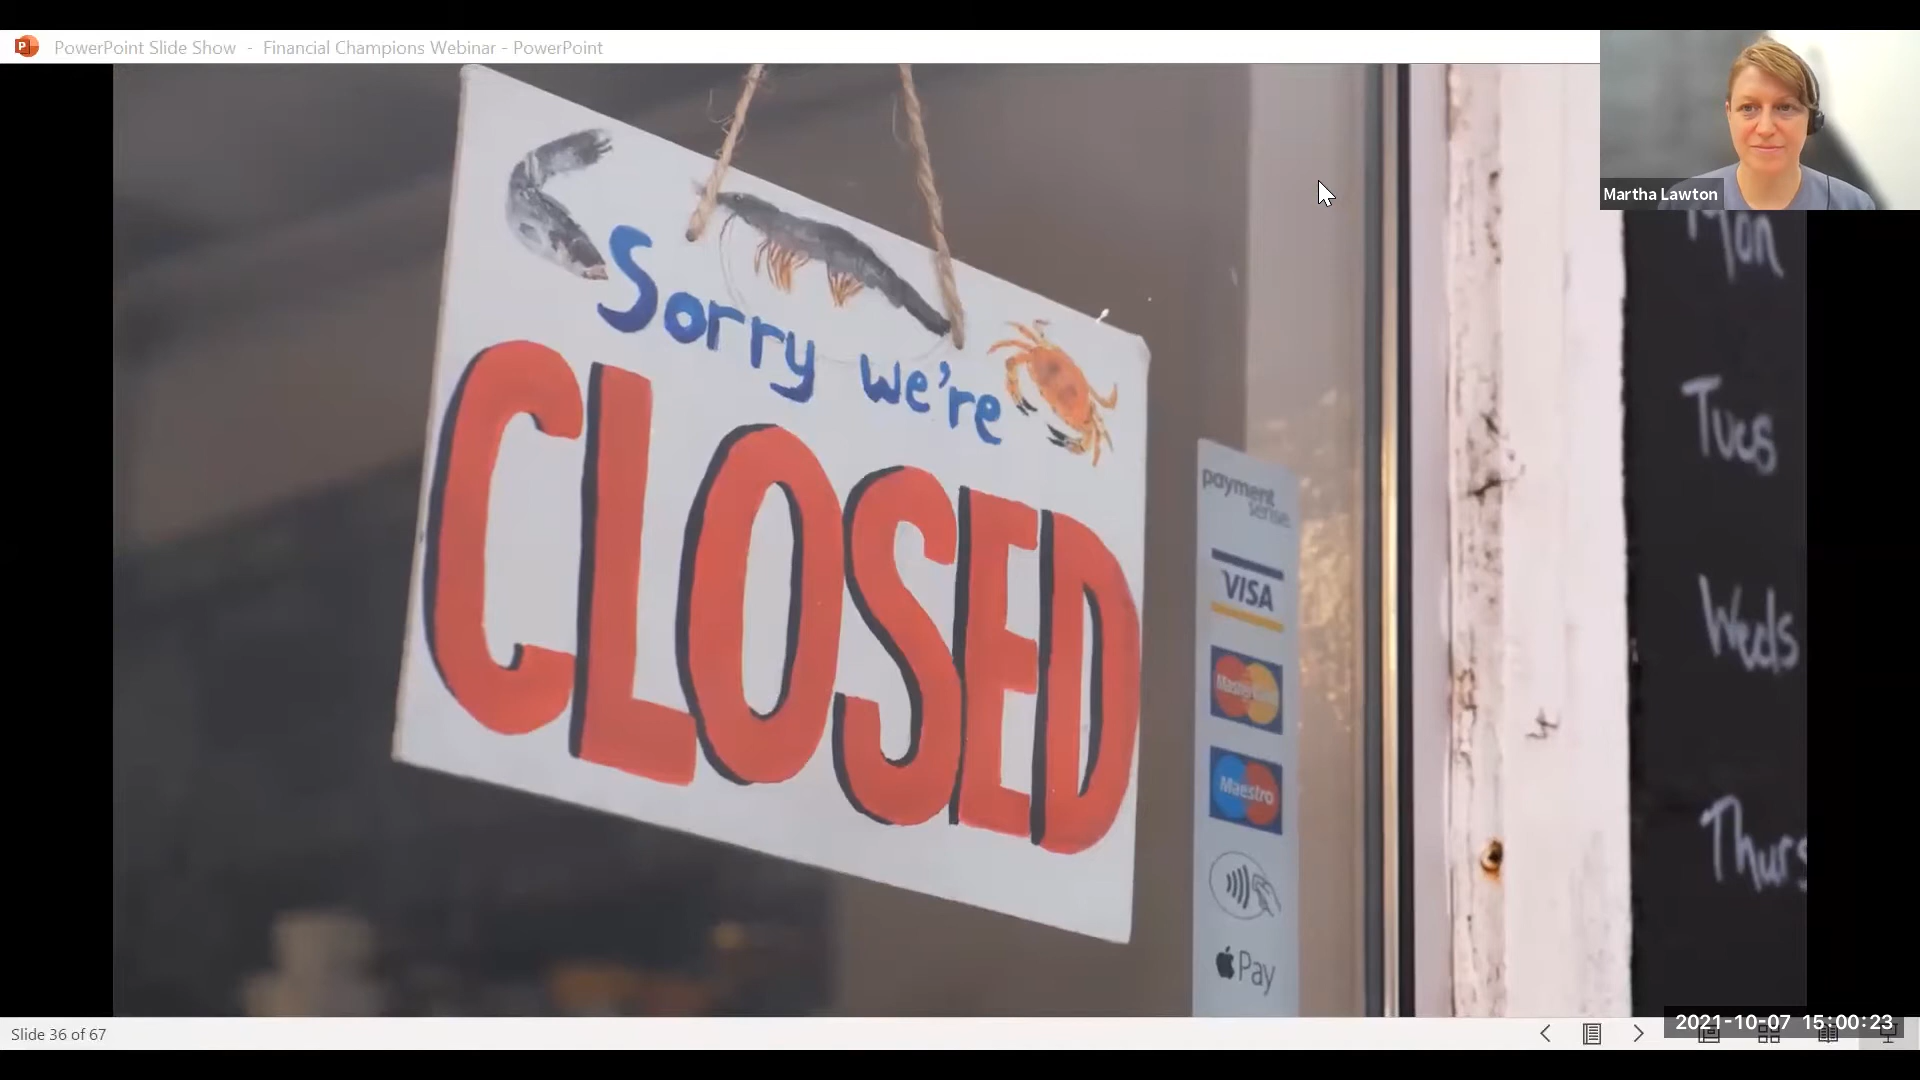 PowerPoint Slide Show - Financial Champions Webinar - PowerPoint
Martha Lawton
Sorry we're
CLOSED
payment
sense
VISA
MasterCard
Maestro
Pay
Mon
Tues
Weds
Thurs
Slide 36 of 67
2021-10-07 15:00:23